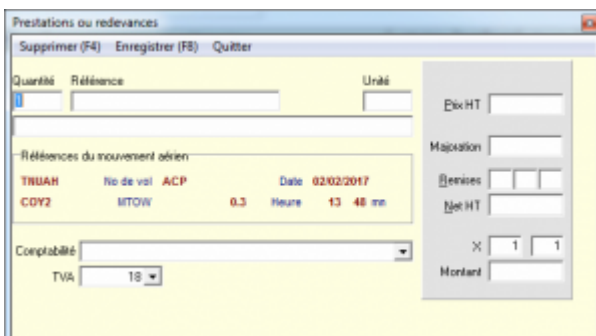 Prestations ou redevances
Supprimer (F4) Enregistrer (F8) Quitter
Quantité Référence Unité
1
Prix HT
Majoration
Remises
Net HT
X 1 1
Montant
Références du mouvement aérien
TNUAH No de vol ACP Date 02/02/2017
COY2 MTOW 0.3 Heure 13 48 mn
Comptabilité
TVA 18